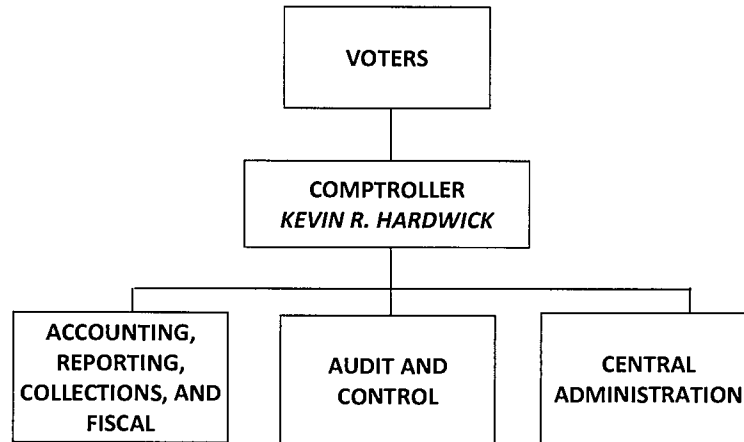 VOTERS
COMPTROLLER
KEVIN R. HARDWICK
ACCOUNTING,
REPORTING,
COLLECTIONS, AND
FISCAL
AUDIT AND
CONTROL
CENTRAL
ADMINISTRATION